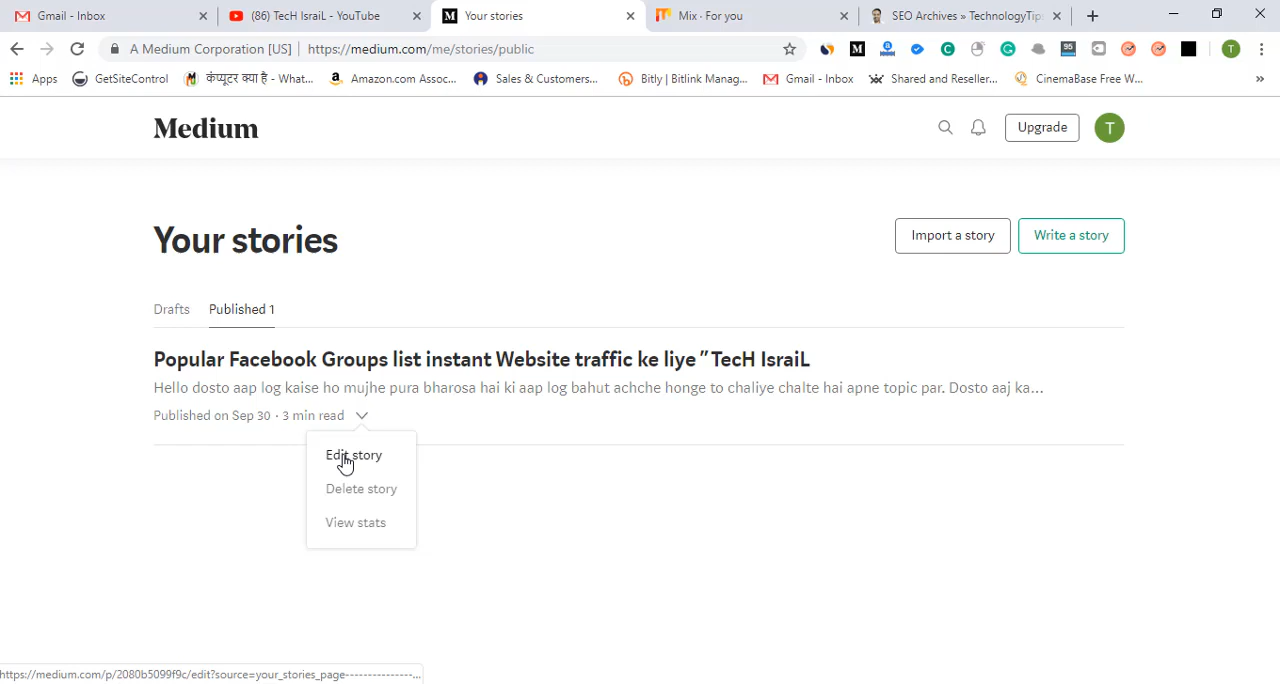 Gmail - Inbox
(86) TecH IsraiL - YouTube
Your stories
Mix · For you
SEO Archives » TechnologyTip
A Medium Corporation [US]
https://medium.com/me/stories/public
95
T
Apps
GetSiteControl
कंप्यूटर क्या है - What...
Amazon.com Assoc...
Sales & Customers...
Bitly | Bitlink Manag...
Gmail - Inbox
Shared and Reseller...
CinemaBase Free W...
»
Medium
Upgrade
T
Your stories
Import a story
Write a story
Drafts
Published 1
Popular Facebook Groups list instant Website traffic ke liye ” TecH IsraiL
Hello dosto aap log kaise ho mujhe pura bharosa hai ki aap log bahut achche honge to chaliye chalte hai apne topic par. Dosto aaj ka...
Published on Sep 30 · 3 min read
Edit story
Delete story
View stats
https://medium.com/p/2080b5099f9c/edit?source=your_stories_page---------------...